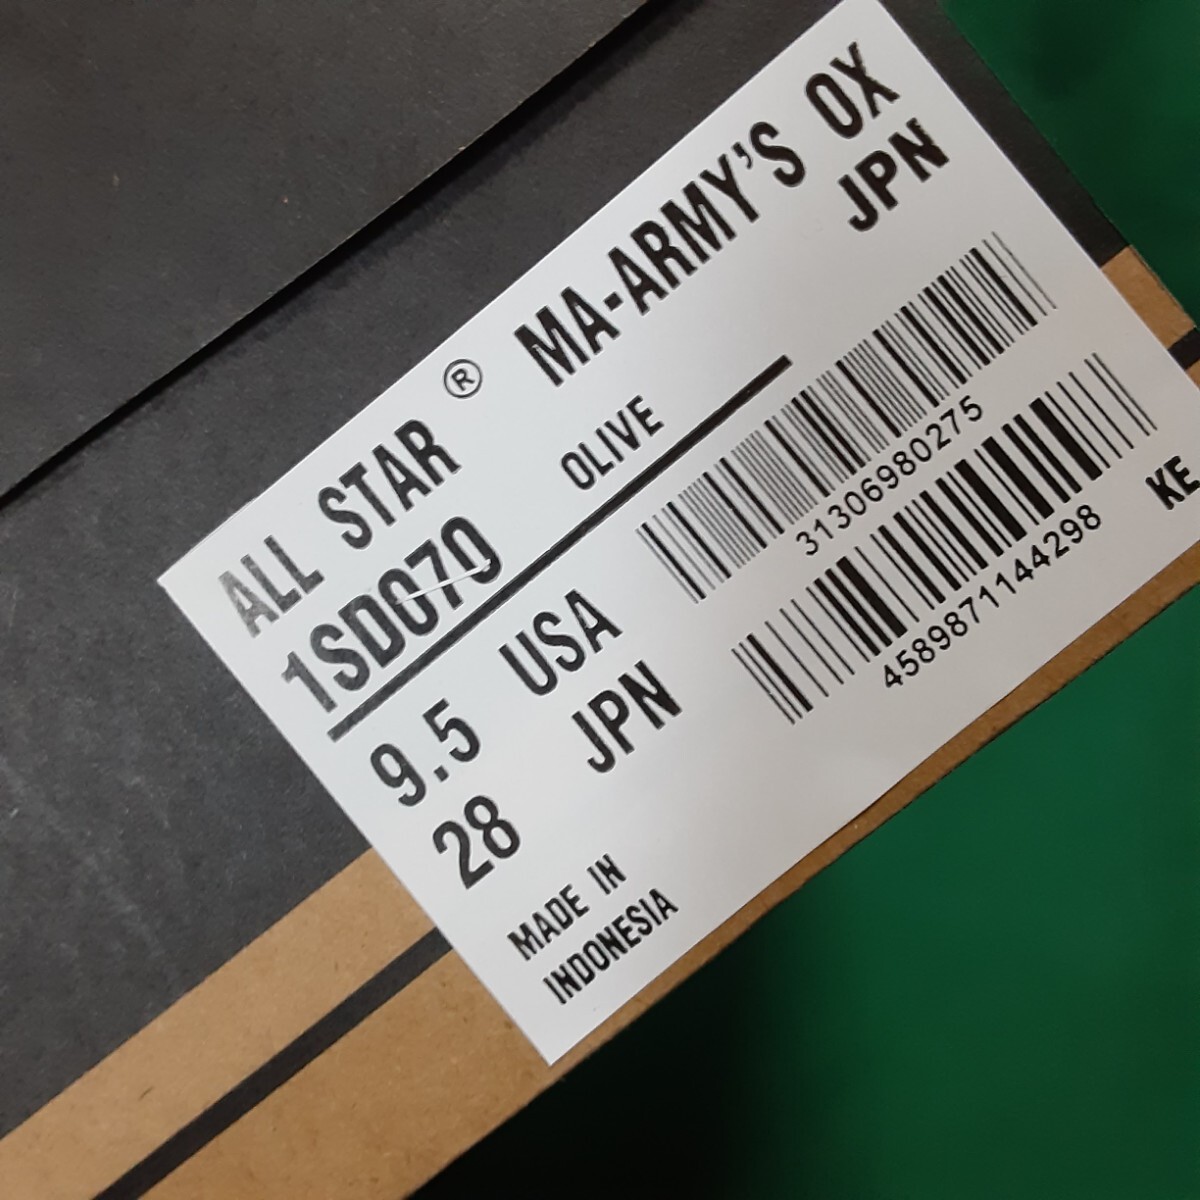 ALL STAR ® MA-ARMY'S OX
1SD070 OLIVE JPN
9.5 USA
28 JPN
31306980275
4589871144298
KE
MADE IN
INDONESIA